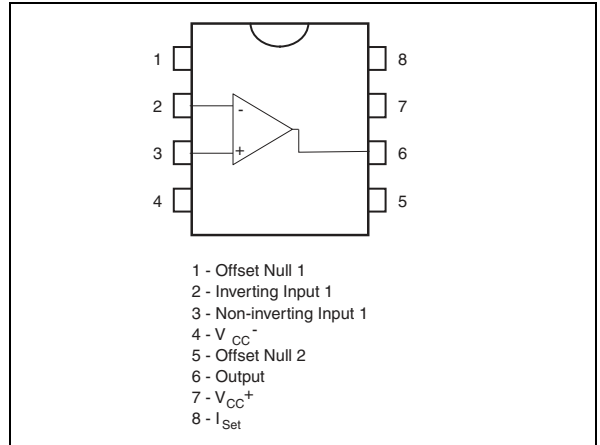 1
2
3
4
8
7
6
5
-
+
1 - Offset Null 1
2 - Inverting Input 1
3 - Non-inverting Input 1
4 - V CC -
5 - Offset Null 2
6 - Output
7 - VCC+
8 - ISet